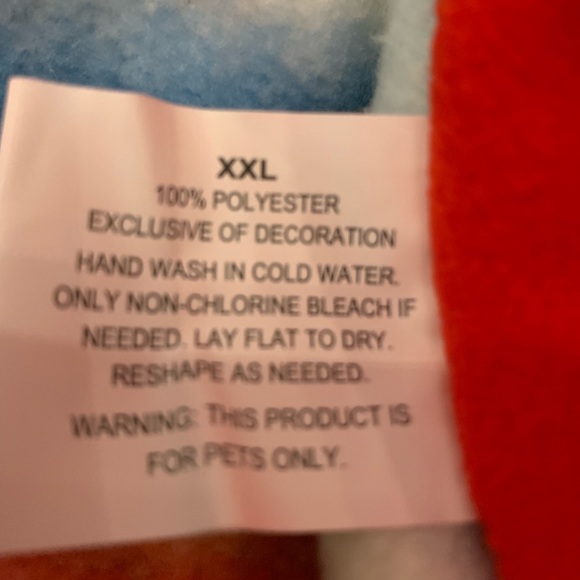 XXL
100% POLYESTER
EXCLUSIVE OF DECORATION
HAND WASH IN COLD WATER.
ONLY NON-CHLORINE BLEACH IF
NEEDED. LAY FLAT TO DRY.
RESHAPE AS NEEDED.
WARNING: THIS PRODUCT IS
FOR PETS ONLY.